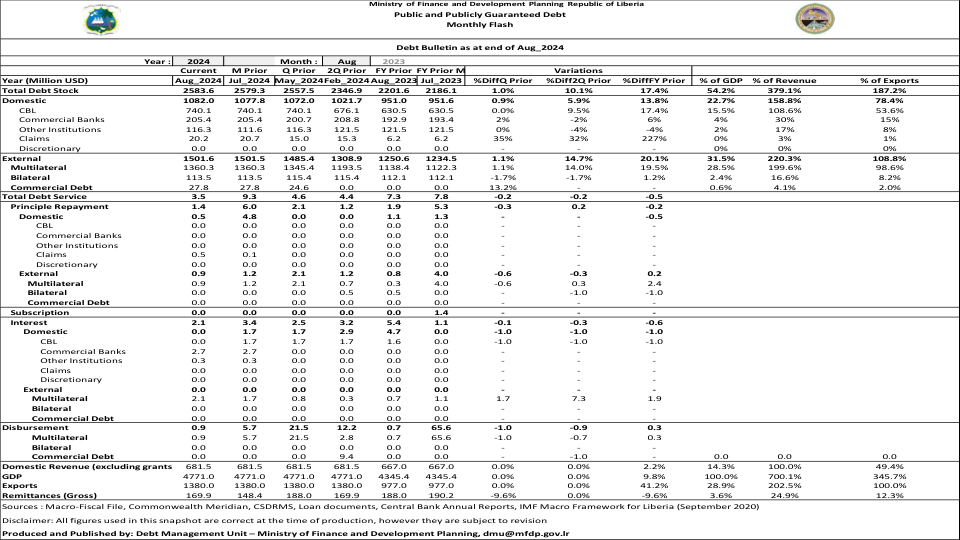 Ministry of Finance and Development Planning Republic of Liberia
Public and Publicly Guaranteed Debt
Monthly Flash
Debt Bulletin as at end of Aug_2024
Year : 2024 Month : Aug 2023
Current M Prior Q Prior 2Q Prior FY Prior FY Prior M Variations
Year (Million USD) Aug_2024 Jul_2024 May_2024 Feb_2024 Aug_2023 Jul_2023 %DiffQ Prior %Diff2Q Prior %DiffFY Prior % of GDP % of Revenue % of Exports
Total Debt Stock 2583.6 2579.3 2557.5 2346.9 2201.6 2186.1 1.0% 10.1% 17.4% 54.2% 379.1% 187.2%
Domestic 1082.0 1077.8 1072.0 1021.7 951.0 951.6 0.9% 5.9% 13.8% 22.7% 158.8% 78.4%
CBL 740.1 740.1 740.1 676.1 630.5 630.5 0.0% 9.5% 17.4% 15.5% 108.6% 53.6%
Commercial Banks 205.4 205.4 200.7 208.8 192.9 193.4 2% -2% 6% 4% 30% 15%
Other Institutions 116.3 111.6 116.3 121.5 121.5 121.5 0% -4% -4% 2% 17% 8%
Claims 20.2 20.7 15.0 15.3 6.2 6.2 35% 32% 227% 0% 3% 1%
Discretionary 0.0 0.0 0.0 0.0 0.0 0.0 - - - 0% 0% 0%
External 1501.6 1501.5 1485.4 1308.9 1250.6 1234.5 1.1% 14.7% 20.1% 31.5% 220.3% 108.8%
Multilateral 1360.3 1360.3 1345.4 1193.5 1138.4 1122.3 1.1% 14.0% 19.5% 28.5% 199.6% 98.6%
Bilateral 113.5 113.5 115.4 115.4 112.1 112.1 -1.7% -1.7% 1.2% 2.4% 16.6% 8.2%
Commercial Debt 27.8 27.8 24.6 0.0 0.0 0.0 13.2% 0.6% 4.1% 2.0%
Total Debt Service 3.5 9.3 4.6 4.4 7.3 7.8 -0.2 -0.2 -0.5
Principle Repayment 1.4 6.0 2.1 1.2 1.9 5.3 -0.3 0.2 -0.2
Domestic 0.5 4.8 0.0 0.0 1.1 1.3 - - -0.5
CBL 0.0 0.0 0.0 0.0 0.0 0.0 - - -
Commercial Banks 0.0 0.0 0.0 0.0 0.0 0.0 - - -
Other Institutions 0.0 0.0 0.0 0.0 0.0 0.0 - - -
Claims 0.5 0.1 0.0 0.0 0.0 0.0 - - -
Discretionary 0.0 0.0 0.0 0.0 0.0 0.0 - - -
External 0.9 1.2 2.1 1.2 0.8 4.0 -0.6 -0.3 0.2
Multilateral 0.9 1.2 2.1 0.7 0.3 4.0 -0.6 0.3 2.4
Bilateral 0.0 0.0 0.0 0.5 0.5 0.0 - -1.0 -1.0
Commercial Debt 0.0 0.0 0.0 0.0 0.0 0.0 - - -
Subscription 0.0 0.0 0.0 0.0 0.0 1.4 - - -
Interest 2.1 3.4 2.5 3.2 5.4 1.1 -0.1 -0.3 -0.6
Domestic 0.0 1.7 1.7 2.9 4.7 0.0 -1.0 -1.0 -1.0
CBL 0.0 1.7 1.7 1.7 1.6 0.0 -1.0 -1.0 -1.0
Commercial Banks 2.7 2.7 0.0 0.0 0.0 0.0 - - -
Other Institutions 0.3 0.3 0.0 0.0 0.0 0.0 - - -
Claims 0.0 0.0 0.0 0.0 0.0 0.0 - - -
Discretionary 0.0 0.0 0.0 0.0 0.0 0.0 - - -
External 0.0 0.0 0.0 0.0 0.0 0.0 - - -
Multilateral 2.1 1.7 0.8 0.3 0.7 1.1 1.7 7.3 1.9
Bilateral 0.0 0.0 0.0 0.0 0.0 0.0 - - -
Commercial Debt 0.0 0.0 0.0 0.0 0.0 0.0 - - -
Disbursement 0.9 5.7 21.5 12.2 0.7 65.6 -1.0 -0.9 0.3
Multilateral 0.9 5.7 21.5 2.8 0.7 65.6 -1.0 -0.7 0.3
Bilateral 0.0 0.0 0.0 0.0 0.0 0.0 - - -
Commercial Debt 0.0 0.0 0.0 9.4 0.0 0.0 - -1.0 - 0.0 0.0 0.0
Domestic Revenue (excluding grants 681.5 681.5 681.5 681.5 667.0 667.0 0.0% 0.0% 2.2% 14.3% 100.0% 49.4%
GDP 4771.0 4771.0 4771.0 4771.0 4345.4 4345.4 0.0% 0.0% 9.8% 100.0% 700.1% 345.7%
Exports 1380.0 1380.0 1380.0 1380.0 977.0 977.0 0.0% 0.0% 41.2% 28.9% 202.5% 100.0%
Remittances (Gross) 169.9 148.4 188.0 169.9 188.0 190.2 -9.6% 0.0% -9.6% 3.6% 24.9% 12.3%
Sources : Macro-Fiscal File, Commonwealth Meridian, CSDRMS, Loan documents, Central Bank Annual Reports, IMF Macro Framework for Liberia (September 2020)
Disclaimer: All figures used in this snapshot are correct at the time of production, however they are subject to revision
Produced and Published by: Debt Management Unit – Ministry of Finance and Development Planning, dmu@mfdp.gov.lr